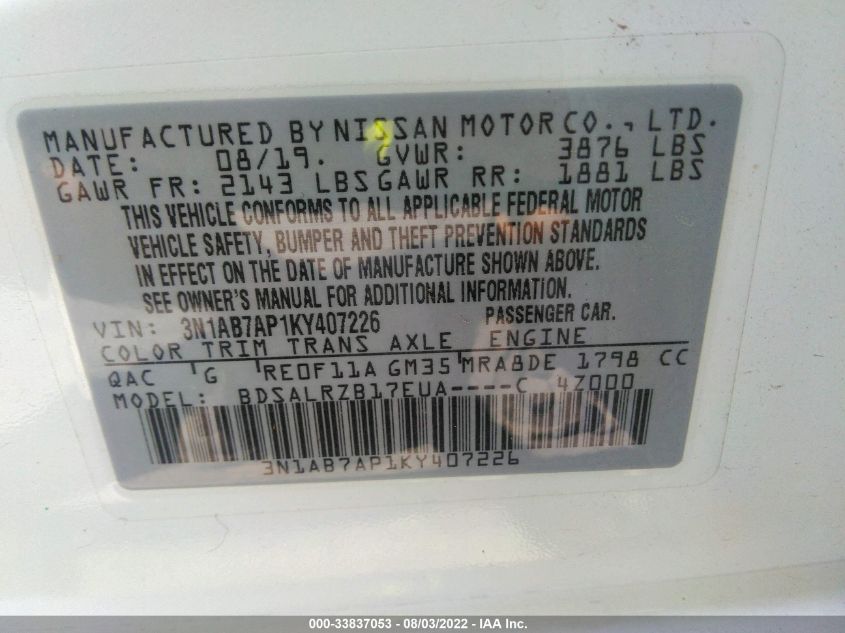 MANUFACTURED BY NISSAN MOTOR CO., LTD.
DATE: 08/19. GVWR: 3876 LBS
GAWR FR: 2143 LBS GAWR RR: 1881 LBS
THIS VEHICLE CONFORMS TO ALL APPLICABLE FEDERAL MOTOR
VEHICLE SAFETY, BUMPER AND THEFT PREVENTION STANDARDS
IN EFFECT ON THE DATE OF MANUFACTURE SHOWN ABOVE.
SEE OWNER'S MANUAL FOR ADDITIONAL INFORMATION.
VIN: 3N1AB7AP1KY407226 PASSENGER CAR.
COLOR TRIM TRANS AXLE ENGINE
QAC G RE0F11A GM35 MRA8DE 1798 CC
MODEL: BDSALRZB17EUA----C 4Z000
3N1AB7AP1KY407226
000-33837053 - 08/03/2022 - IAA Inc.